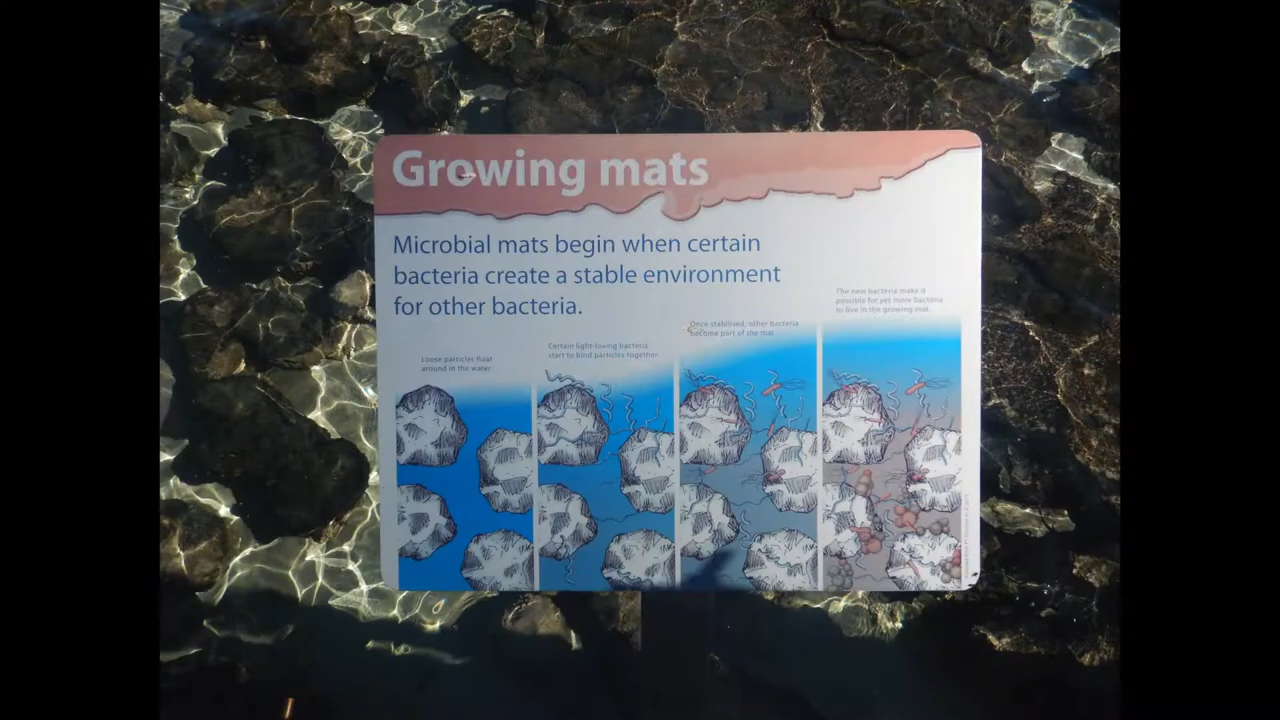 Growing mats
Microbial mats begin when certain
bacteria create a stable environment
for other bacteria.
Loose particles float
around in the water
Certain light-loving bacteria
start to bind particles together.
Once stabilised, other bacteria
become part of the mat
The new bacteria make it
possible for yet more bacteria
to live in the growing mat.